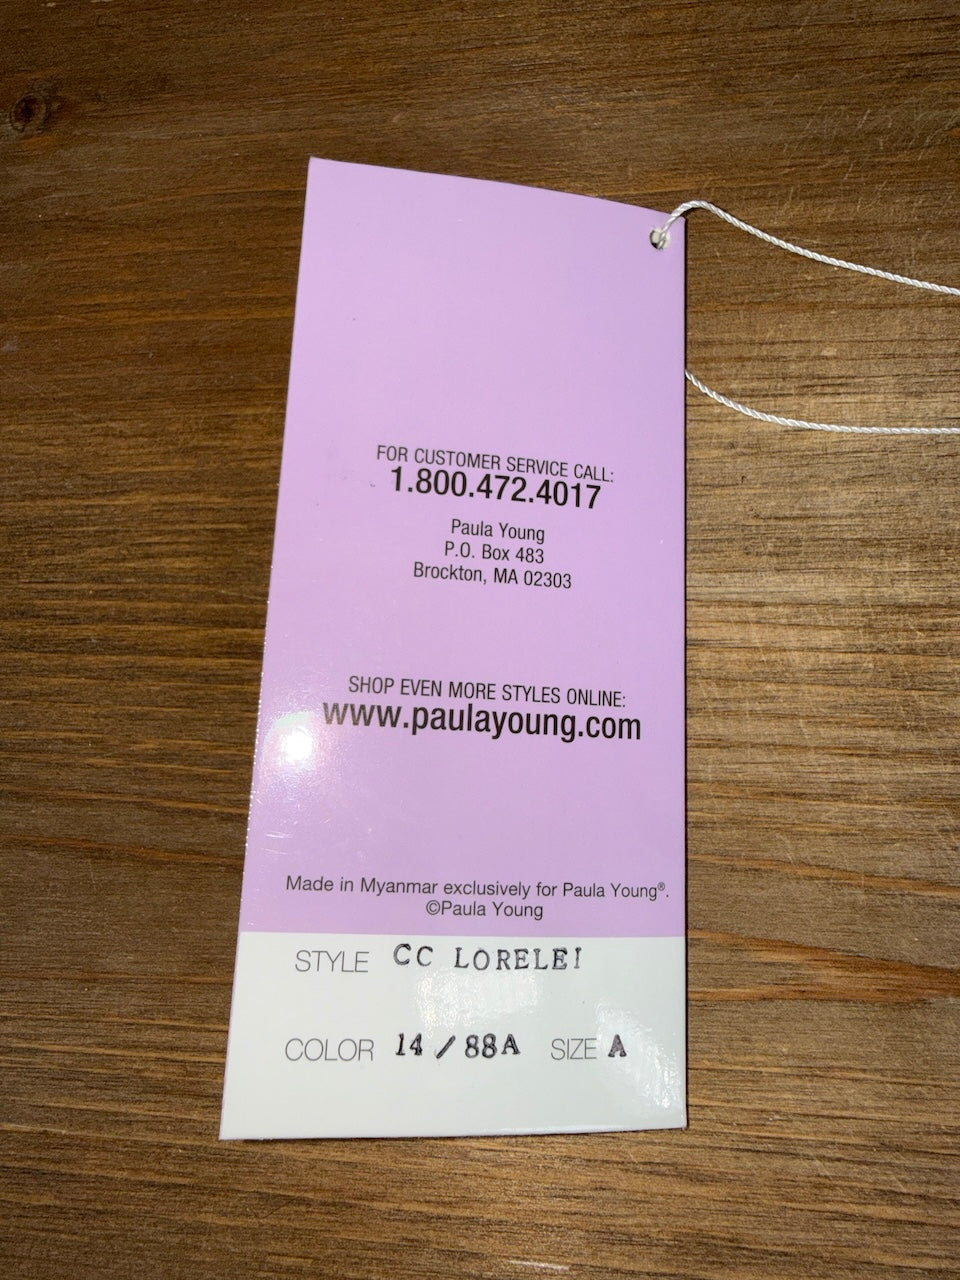 FOR CUSTOMER SERVICE CALL:
1.800.472.4017
Paula Young
P.O. Box 483
Brockton, MA 02303
SHOP EVEN MORE STYLES ONLINE:
www.paulayoung.com
Made in Myanmar exclusively for Paula Young®.
©Paula Young
STYLE CC LORELEI
COLOR 14/88A SIZE A